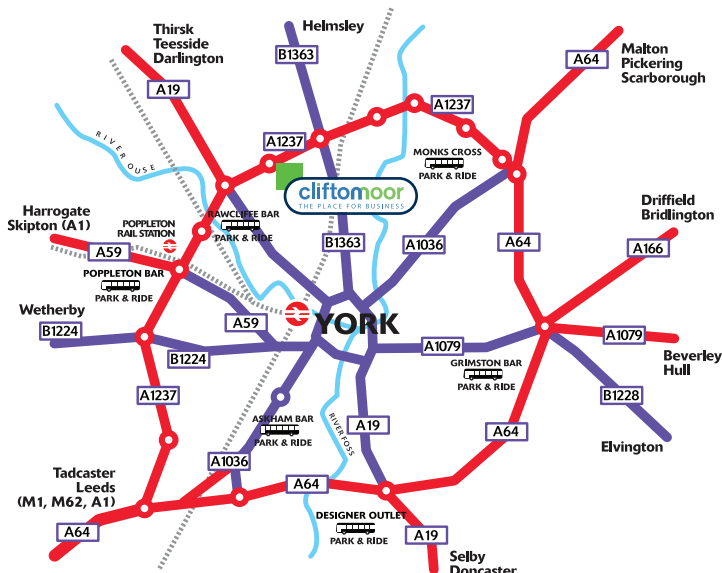 Thirsk
Teesside
Darlington
Helmsley
B1363
A64
Malton
Pickering
Scarborough
A19
A1237
A1237
RIVER OUSE
MONKS CROSS
PARK & RIDE
cliftonmoor
THE PLACE FOR BUSINESS
Harrogate
Skipton (A1)
POPPLETON
RAIL STATION
RAWCLIFFE BAR
PARK & RIDE
Driffield
Bridlington
A59
B1363
A1036
A64
A166
POPPLETON BAR
PARK & RIDE
Wetherby
B1224
A59
YORK
A1079
A1079
B1224
GRIMSTON BAR
PARK & RIDE
Beverley
Hull
A1237
B1228
ASKHAM BAR
PARK & RIDE
RIVER FOSS
A19
A64
Elvington
Tadcaster
Leeds
(M1, M62, A1)
A1036
A64
A64
DESIGNER OUTLET
PARK & RIDE
A19
Selby
Doncaster